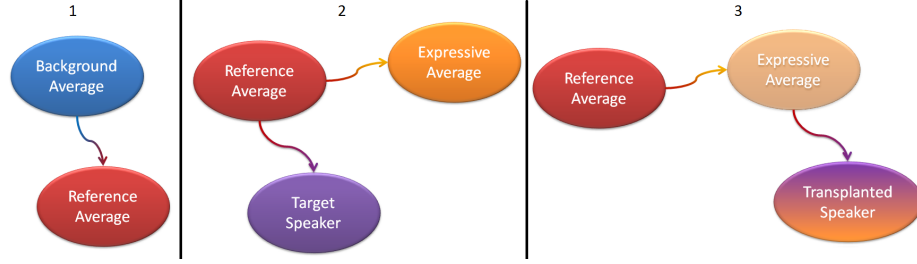 1
Background
Average
Reference
Average
2
Reference
Average
Expressive
Average
Target
Speaker
3
Reference
Average
Expressive
Average
Transplanted
Speaker